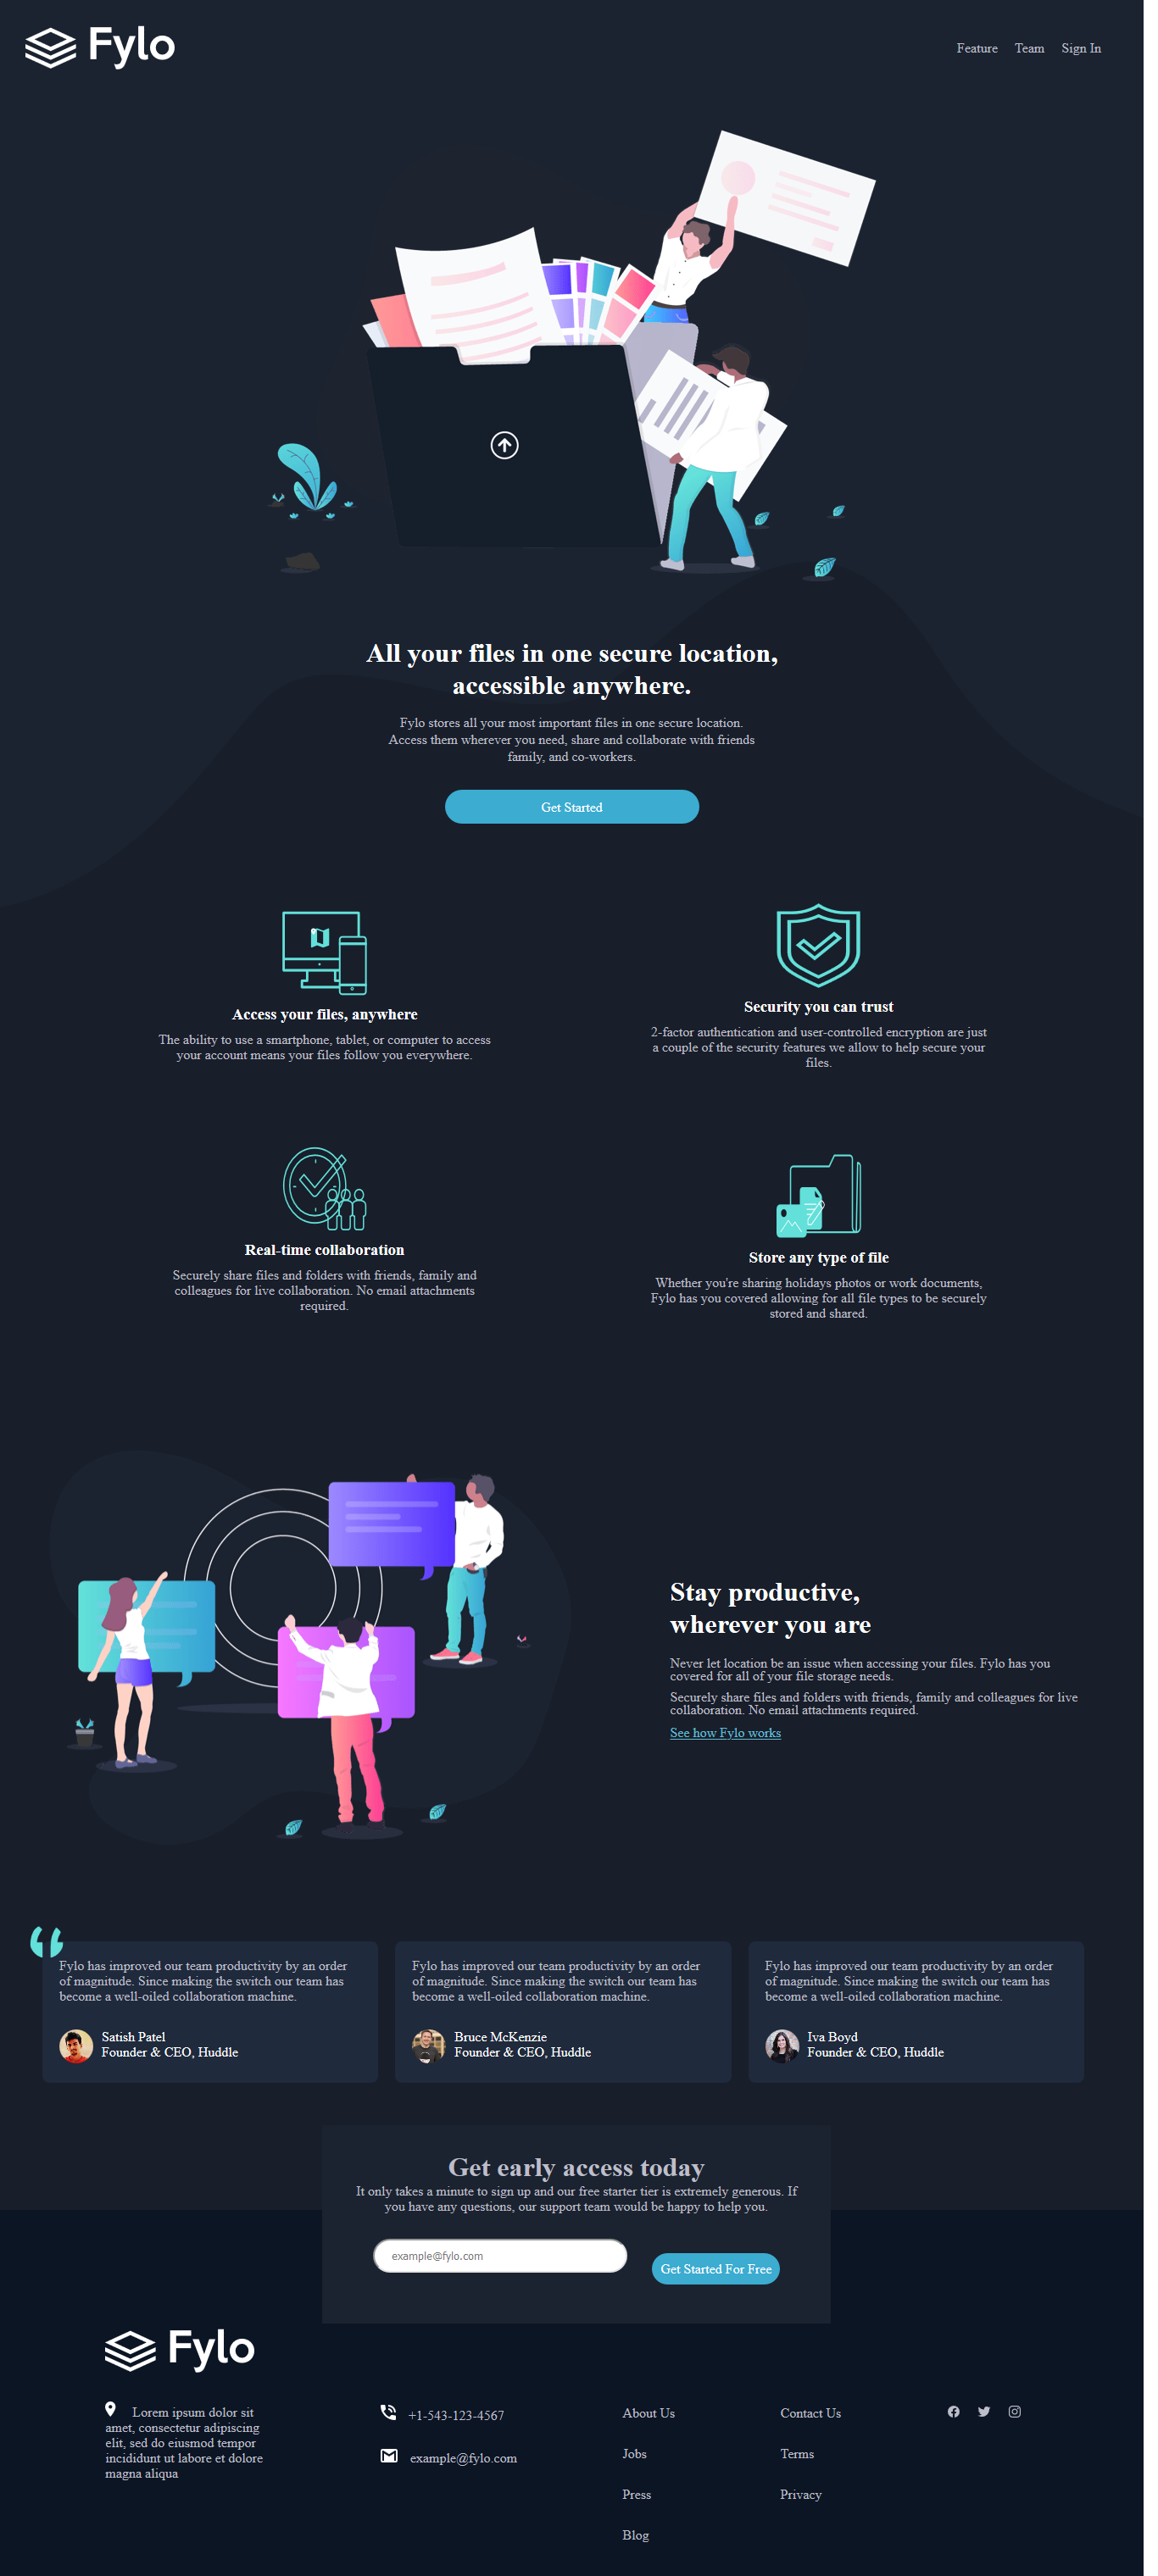 Fylo
Feature Team Sign In
All your files in one secure location,
accessible anywhere.
Fylo stores all your most important files in one secure location.
Access them wherever you need, share and collaborate with friends
family, and co-workers.
Get Started
Access your files, anywhere
The ability to use a smartphone, tablet, or computer to access
your account means your files follow you everywhere.
Security you can trust
2-factor authentication and user-controlled encryption are just
a couple of the security features we allow to help secure your
files.
Real-time collaboration
Securely share files and folders with friends, family and
colleagues for live collaboration. No email attachments
required.
Store any type of file
Whether you're sharing holidays photos or work documents,
Fylo has you covered allowing for all file types to be securely
stored and shared.
Stay productive,
wherever you are
Never let location be an issue when accessing your files. Fylo has you
covered for all of your file storage needs.
Securely share files and folders with friends, family and colleagues for live
collaboration. No email attachments required.
See how Fylo works
Fylo has improved our team productivity by an order
of magnitude. Since making the switch our team has
become a well-oiled collaboration machine.
Satish Patel
Founder & CEO, Huddle
Fylo has improved our team productivity by an order
of magnitude. Since making the switch our team has
become a well-oiled collaboration machine.
Bruce McKenzie
Founder & CEO, Huddle
Fylo has improved our team productivity by an order
of magnitude. Since making the switch our team has
become a well-oiled collaboration machine.
Iva Boyd
Founder & CEO, Huddle
Get early access today
It only takes a minute to sign up and our free starter tier is extremely generous. If
you have any questions, our support team would be happy to help you.
example@fylo.com
Get Started For Free
Fylo
Lorem ipsum dolor sit
amet, consectetur adipiscing
elit, sed do eiusmod tempor
incididunt ut labore et dolore
magna aliqua
+1-543-123-4567
example@fylo.com
About Us
Jobs
Press
Blog
Contact Us
Terms
Privacy